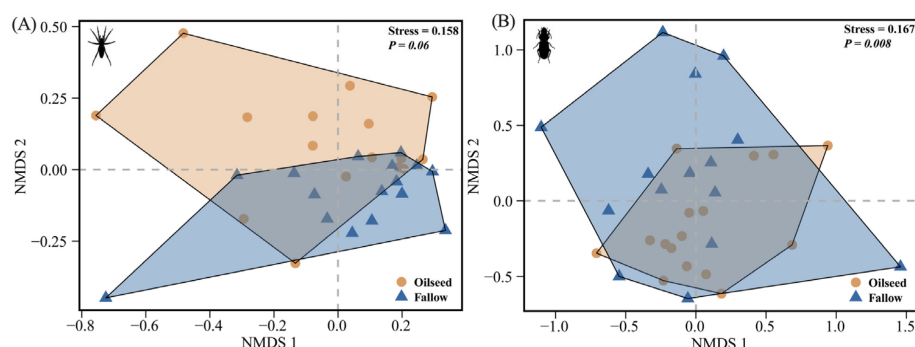 (A)
Stress = 0.158
P = 0.06
0.50
0.25
0.00
−0.25
NMDS 2
−0.8
−0.6
−0.4
−0.2
0.0
0.2
NMDS 1
Oilseed
Fallow
(B)
Stress = 0.167
P = 0.008
1.0
0.5
0.0
−0.5
NMDS 2
−1.0
−0.5
0.0
0.5
1.0
1.5
NMDS 1
Oilseed
Fallow